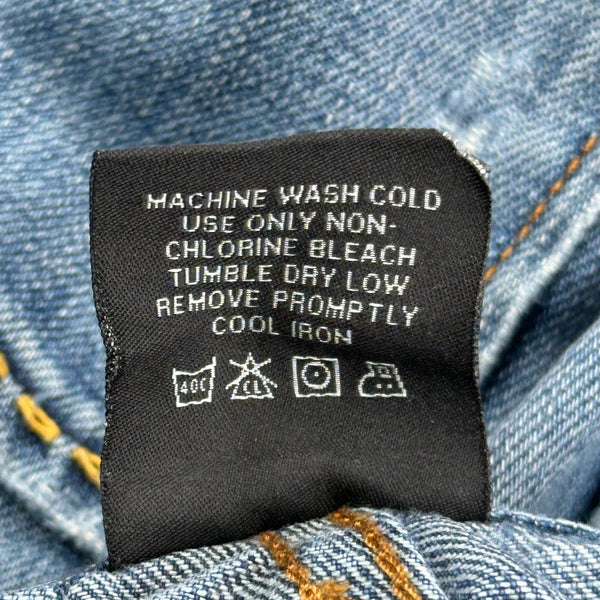 MACHINE WASH COLD
USE ONLY NON-
CHLORINE BLEACH
TUMBLE DRY LOW
REMOVE PROMPTLY
COOL IRON
40C CL